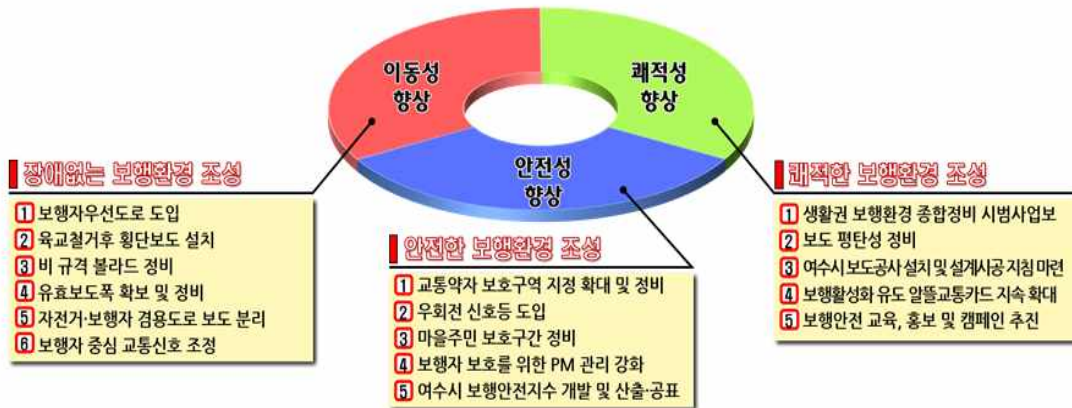 이동성
향상
쾌적성
향상
안전성
향상
장애없는 보행환경 조성
1 보행자우선도로 도입
2 육교철거후 횡단보도 설치
3 비 규격 볼라드 정비
4 유효보도폭 확보 및 정비
5 자전거·보행자 겸용도로 보도 분리
6 보행자 중심 교통신호 조정
안전한 보행환경 조성
1 교통약자 보호구역 지정 확대 및 정비
2 우회전 신호등 도입
3 마을주민 보호구간 정비
4 보행자 보호를 위한 PM 관리 강화
5 여수시 보행안전지수 개발 및 산출·공표
쾌적한 보행환경 조성
1 생활권 보행환경 종합정비 시범사업보
2 보도 평탄성 정비
3 여수시 보도공사 설치 및 설계시공 지침 마련
4 보행활성화 유도 알뜰교통카드 지속 확대
5 보행안전 교육, 홍보 및 캠페인 추진